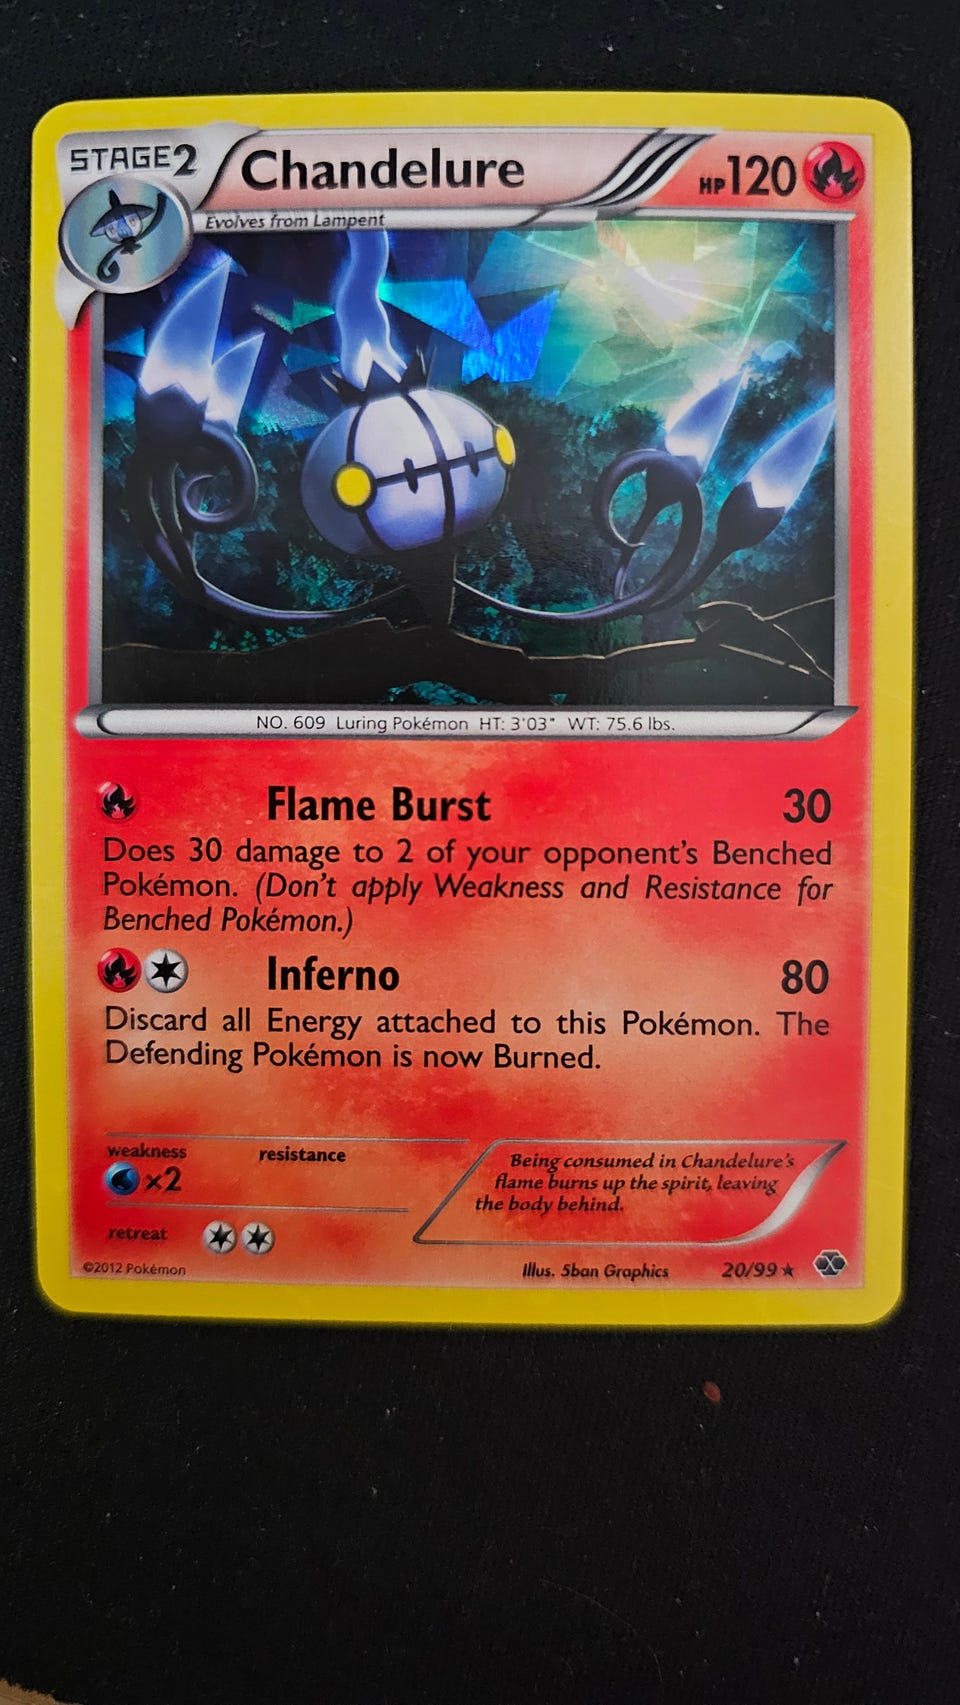 STAGE2
Chandelure
HP120
Evolves from Lampent
NO. 609 Luring Pokémon HT: 3'03" WT: 75.6 lbs.
Flame Burst 30
Does 30 damage to 2 of your opponent's Benched
Pokémon. (Don't apply Weakness and Resistance for
Benched Pokémon.)
Inferno 80
Discard all Energy attached to this Pokémon. The
Defending Pokémon is now Burned.
weakness
×2
resistance
retreat
Being consumed in Chandelure's
flame burns up the spirit, leaving
the body behind.
©2012 Pokémon
Illus. 5ban Graphics
20/99★